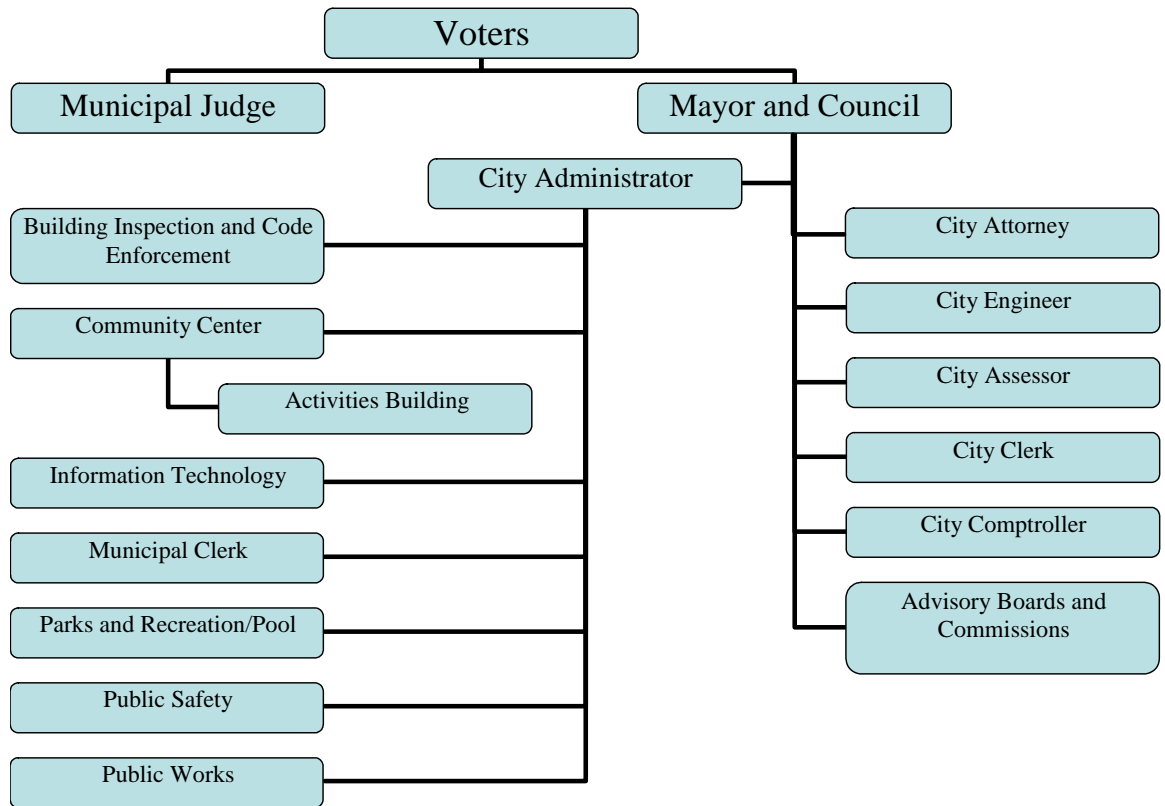 Voters
Municipal Judge
Mayor and Council
City Administrator
Building Inspection and Code
Enforcement
Community Center
Activities Building
Information Technology
Municipal Clerk
Parks and Recreation/Pool
Public Safety
Public Works
City Attorney
City Engineer
City Assessor
City Clerk
City Comptroller
Advisory Boards and
Commissions